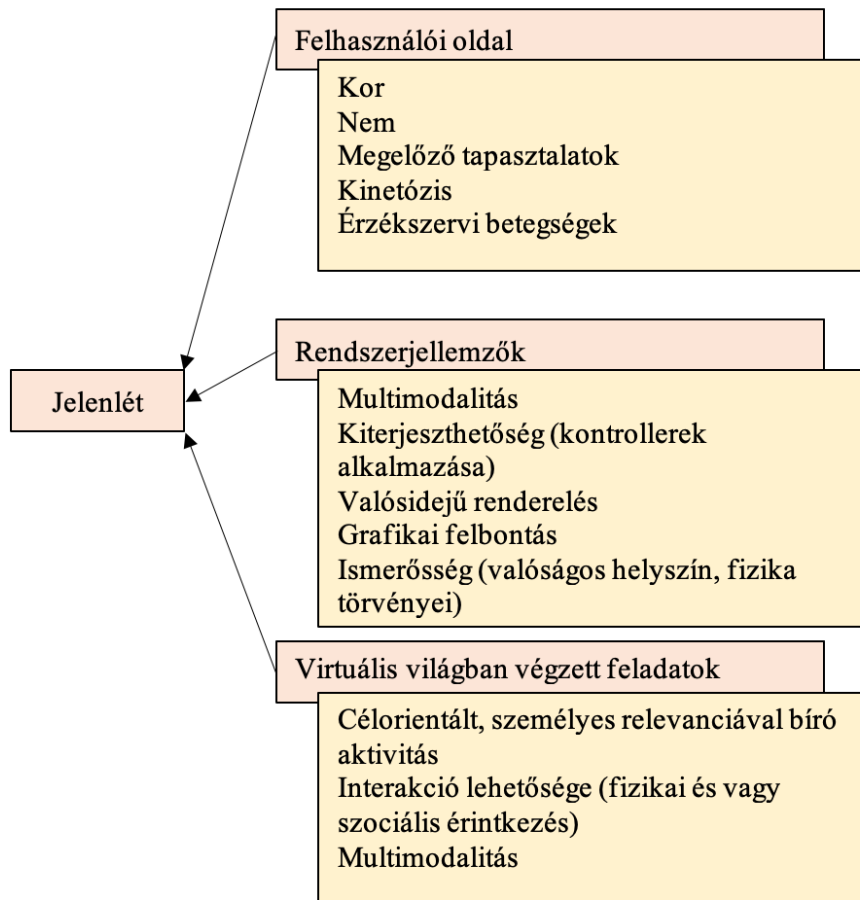 Felhasználói oldal
Kor
Nem
Megelőző tapasztalatok
Kinetózis
Érzékszervi betegségek
Jelenlét
Rendszerjellemzők
Multimodalitás
Kiterjeszthetőség (kontrollerek
alkalmazása)
Valósidejű renderelés
Grafikai felbontás
Ismerősség (valóságos helyszín, fizika
törvényei)
Virtuális világban végzett feladatok
Célorientált, személyes relevanciával bíró
aktivitás
Interakció lehetősége (fizikai és vagy
szociális érintkezés)
Multimodalitás